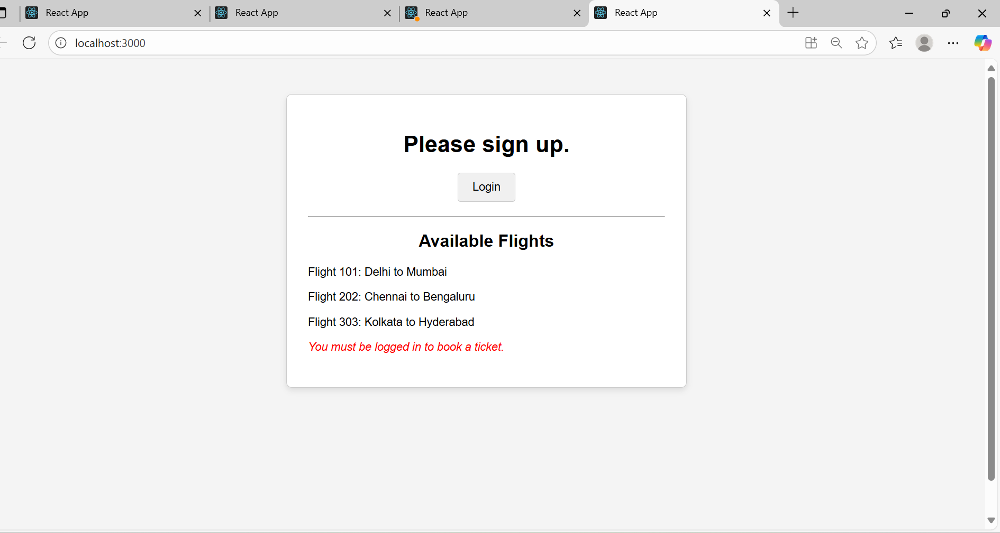 React App
React App
React App
React App
localhost:3000
Please sign up.
Login
Available Flights
Flight 101: Delhi to Mumbai
Flight 202: Chennai to Bengaluru
Flight 303: Kolkata to Hyderabad
You must be logged in to book a ticket.